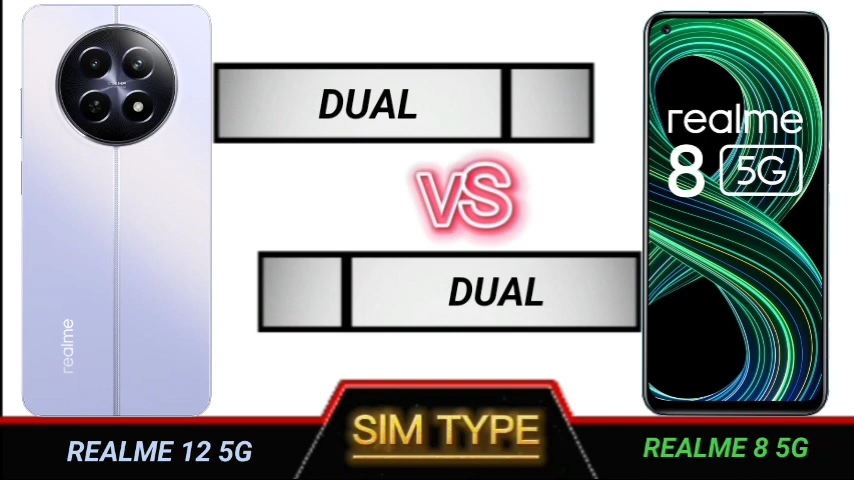 DUAL
VS
DUAL
realme
realme
8 5G
SIM TYPE
REALME 12 5G
REALME 8 5G